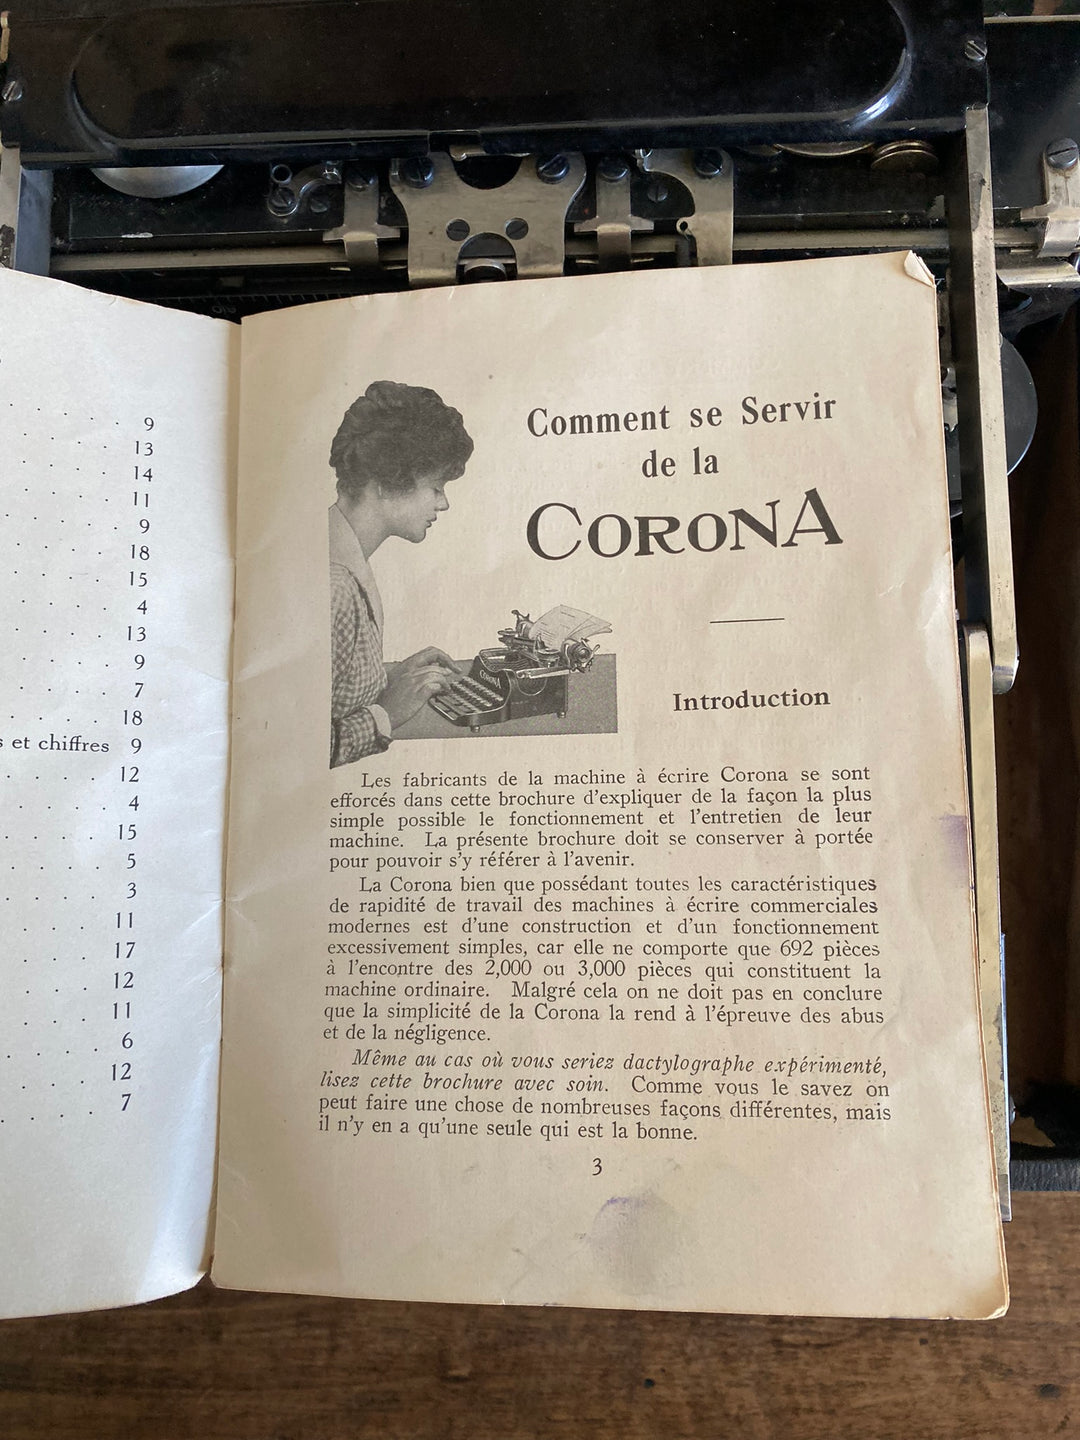 9
13
14
11
9
18
15
4
13
9
7
18
et chiffres 9
12
4
15
5
3
11
17
12
11
6
12
7
Comment se Servir
de la
CORONA
CORONA
Introduction
Les fabricants de la machine à écrire Corona se sont
efforcés dans cette brochure d'expliquer de la façon la plus
simple possible le fonctionnement et l'entretien de leur
machine. La présente brochure doit se conserver à portée
pour pouvoir s'y référer à l'avenir.
La Corona bien que possédant toutes les caractéristiques
de rapidité de travail des machines à écrire commerciales
modernes est d'une construction et d'un fonctionnement
excessivement simples, car elle ne comporte que 692 pièces
à l'encontre des 2,000 ou 3,000 pièces qui constituent la
machine ordinaire. Malgré cela on ne doit pas en conclure
que la simplicité de la Corona la rend à l'épreuve des abus
et de la négligence.
Même au cas où vous seriez dactylographe expérimenté,
lisez cette brochure avec soin. Comme vous le savez on
peut faire une chose de nombreuses façons différentes, mais
il n'y en a qu'une seule qui est la bonne.
3